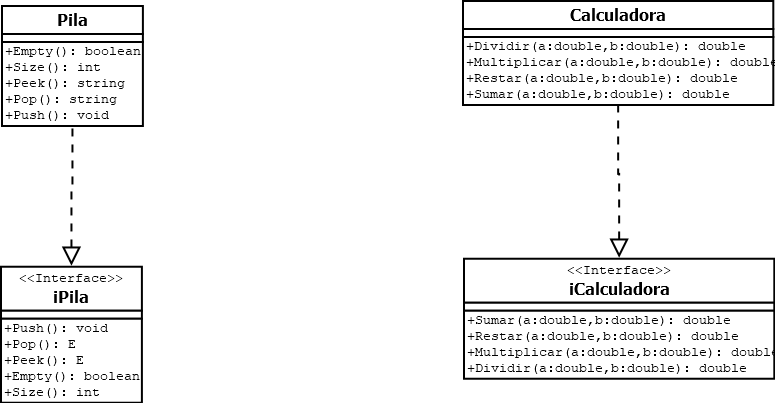 Pila
+Empty(): boolean
+Size(): int
+Peek(): string
+Pop(): string
+Push(): void
Calculadora
+Dividir(a:double,b:double): double
+Multiplicar(a:double,b:double): double
+Restar(a:double,b:double): double
+Sumar(a:double,b:double): double
<<Interface>>
iPila
+Push(): void
+Pop(): E
+Peek(): E
+Empty(): boolean
+Size(): int
<<Interface>>
iCalculadora
+Sumar(a:double,b:double): double
+Restar(a:double,b:double): double
+Multiplicar(a:double,b:double): double
+Dividir(a:double,b:double): double